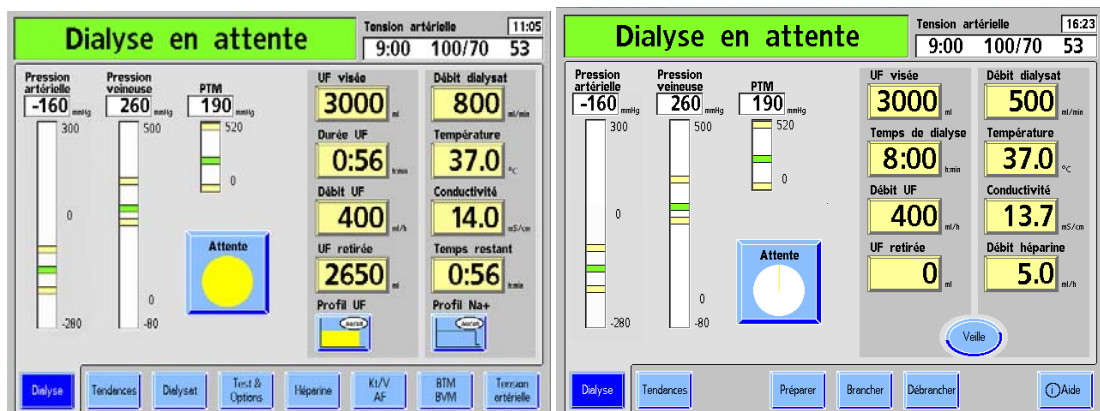 Dialyse en attente
Tension artérielle
11:05
9:00 100/70 53
Pression
artérielle
-160 mmHg
300
0
-280
Pression
veineuse
260 mmHg
500
0
-80
PTM
190 mmHg
520
0
Attente
UF visée
3000 ml
Durée UF
0:56 h:min
Débit UF
400 ml/h
UF retirée
2650 ml
Profil UF
Aucun
Débit dialysat
800 ml/min
Température
37.0 °C
Conductivité
14.0 mS/cm
Temps restant
0:56 h:min
Profil Na+
Aucun
Dialyse
Tendances
Dialysat
Test &
Options
Héparine
Kt/V
AF
BTM
BVM
Tension
artérielle
Dialyse en attente
Tension artérielle
16:23
9:00 100/70 53
Pression
artérielle
-160 mmHg
300
0
-280
Pression
veineuse
260 mmHg
500
0
-80
PTM
190 mmHg
520
0
Attente
UF visée
3000 ml
Temps de dialyse
8:00 h:min
Débit UF
400 ml/h
UF retirée
0 ml
Débit dialysat
500 ml/min
Température
37.0 °C
Conductivité
13.7 mS/cm
Débit héparine
5.0 ml/h
Veille
Dialyse
Tendances
Préparer
Brancher
Débrancher
i Aide